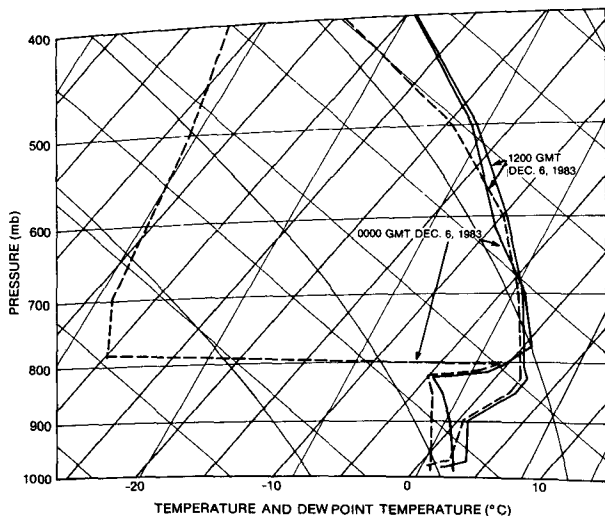 400
500
600
700
800
900
1000
PRESSURE (mb)
1200 GMT
DEC. 6, 1983
0000 GMT DEC. 6, 1983
-20
-10
0
10
TEMPERATURE AND DEW POINT TEMPERATURE (°C)